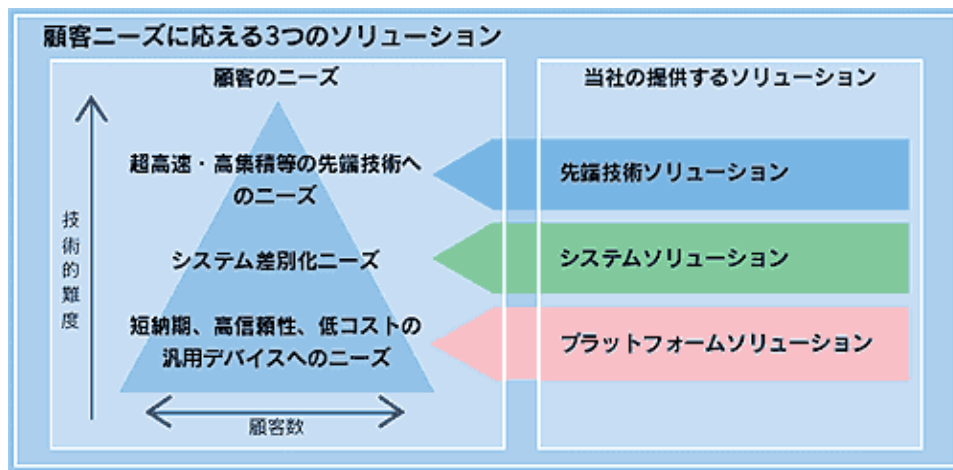 顧客ニーズに応える3つのソリューション
顧客のニーズ
超高速・高集積等の先端技術へ
のニーズ
システム差別化ニーズ
短納期、高信頼性、低コストの
汎用デバイスへのニーズ
技術的難度
顧客数
当社の提供するソリューション
先端技術ソリューション
システムソリューション
プラットフォームソリューション